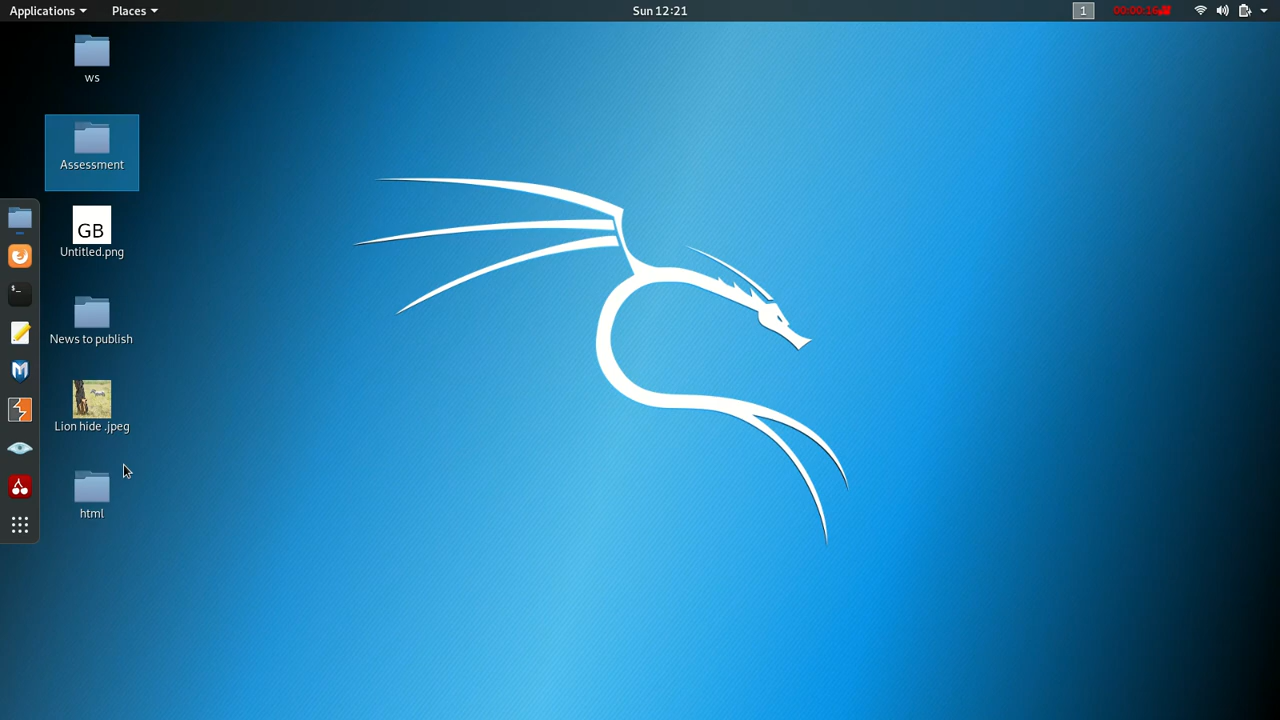 Applications Places Sun 12:21 1 00:00:16
ws
Assessment
GB
Untitled.png
News to publish
Lion hide .jpeg
html